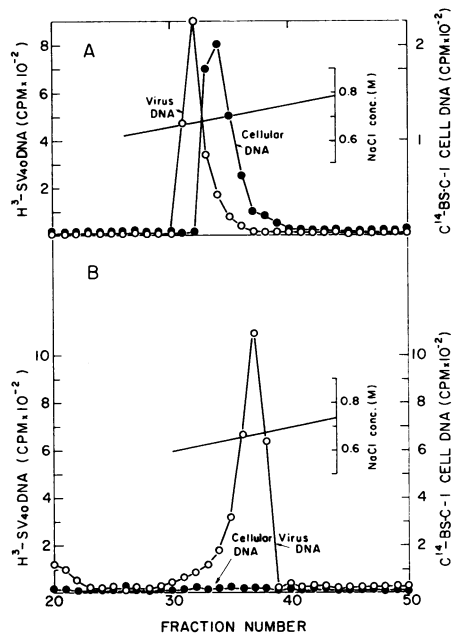 A
8
6
4
2
H³-SV40 DNA (CPM×10⁻²)
Virus
DNA
Cellular
DNA
0.8
0.6
NaCl conc. (M)
2
1
C¹⁴-BS-C-1 CELL DNA (CPM×10⁻²)
B
10
8
6
4
2
H³-SV40 DNA (CPM×10⁻²)
0.8
0.6
NaCl conc. (M)
Cellular Virus
DNA DNA
10
8
6
4
2
C¹⁴-BS-C-1 CELL DNA (CPM×10⁻²)
20 30 40 50
FRACTION NUMBER